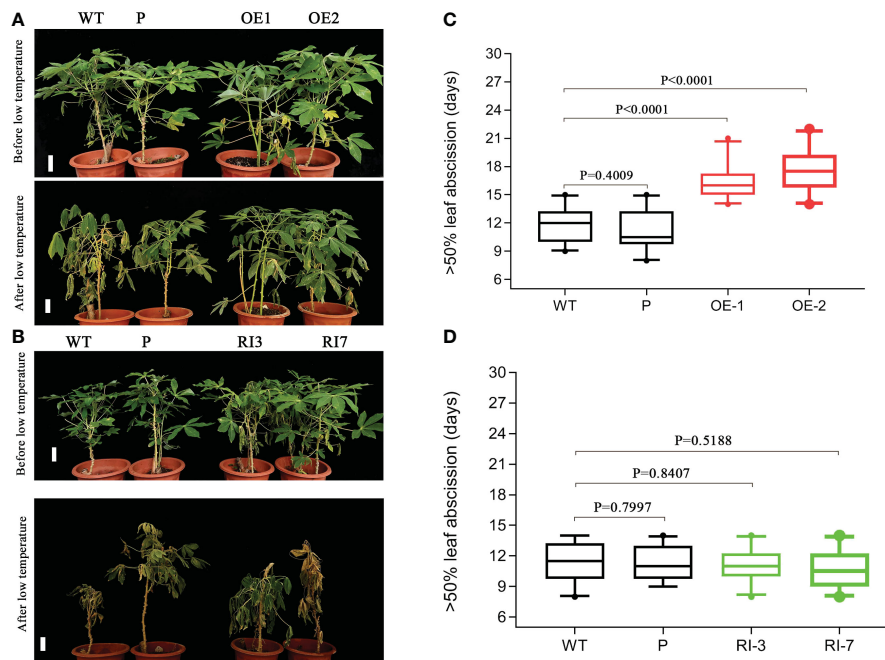 A
WT P OE1 OE2
Before low temperature
After low temperature
B
WT P RI3 RI7
Before low temperature
After low temperature
C
>50% leaf abscission (days)
30
27
24
21
18
15
12
9
6
P<0.0001
P<0.0001
P=0.4009
WT P OE-1 OE-2
D
>50% leaf abscission (days)
30
27
24
21
18
15
12
9
6
P=0.5188
P=0.8407
P=0.7997
WT P RI-3 RI-7